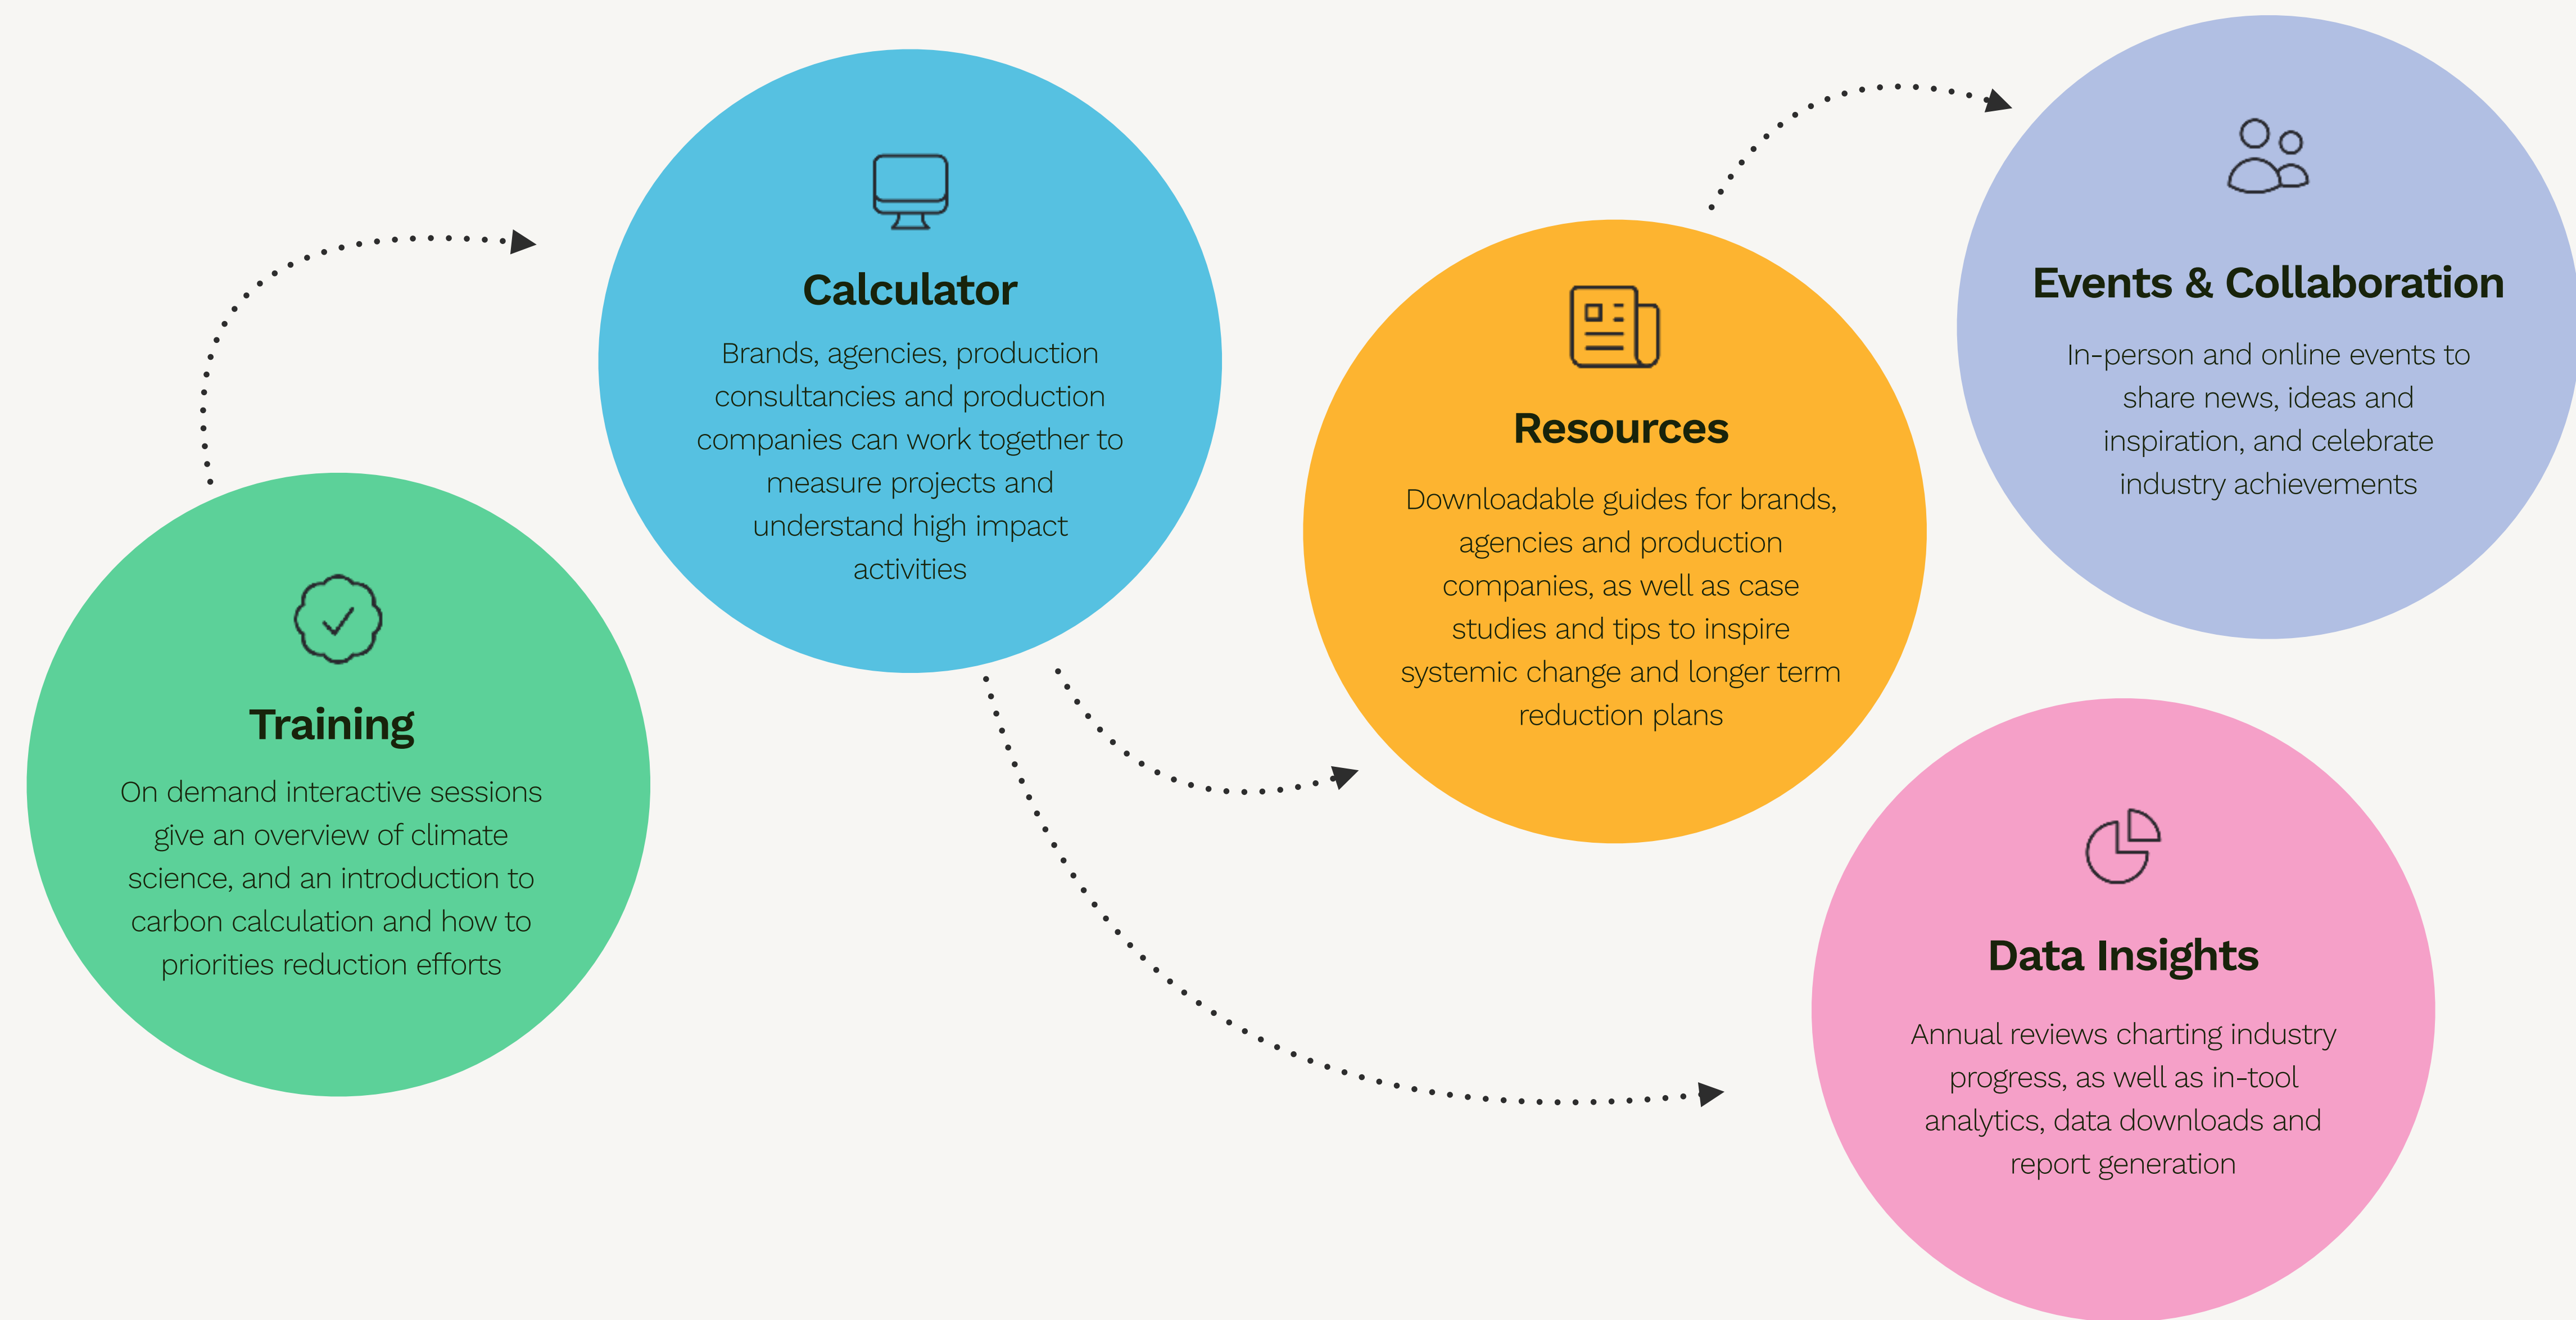 Training
On demand interactive sessions
give an overview of climate
science, and an introduction to
carbon calculation and how to
priorities reduction efforts
Calculator
Brands, agencies, production
consultancies and production
companies can work together to
measure projects and
understand high impact
activities
Resources
Downloadable guides for brands,
agencies and production
companies, as well as case
studies and tips to inspire
systemic change and longer term
reduction plans
Events & Collaboration
In-person and online events to
share news, ideas and
inspiration, and celebrate
industry achievements
Data Insights
Annual reviews charting industry
progress, as well as in-tool
analytics, data downloads and
report generation